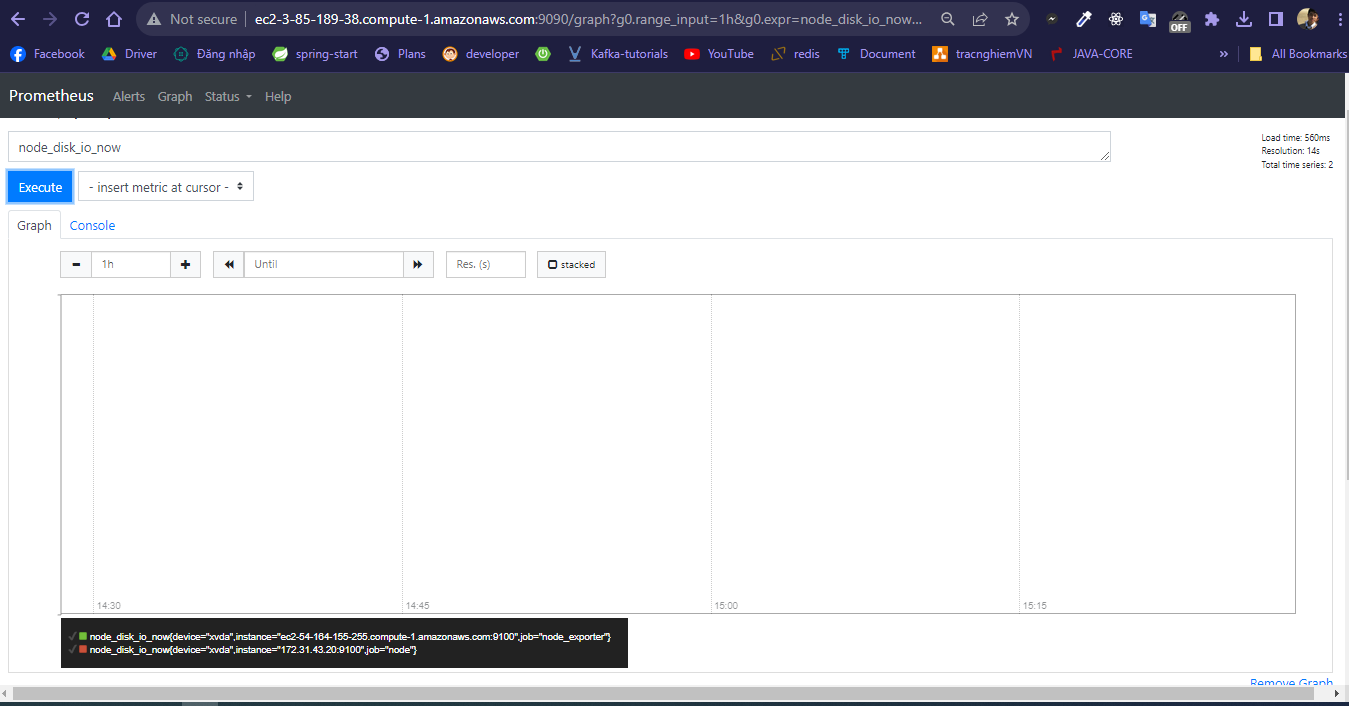 Not secure ec2-3-85-189-38.compute-1.amazonaws.com:9090/graph?g0.range_input=1h&g0.expr=node_disk_io_now...
OFF
Facebook Driver Đăng nhập spring-start Plans developer Kafka-tutorials YouTube redis Document tracnghiemVN JAVA-CORE » All Bookmarks
Prometheus Alerts Graph Status Help
node_disk_io_now
Load time: 560ms
Resolution: 14s
Total time series: 2
Execute - insert metric at cursor -
Graph Console
1h Until Res. (s) stacked
14:30 14:45 15:00 15:15
node_disk_io_now{device="xvda",instance="ec2-54-164-155-255.compute-1.amazonaws.com:9100",job="node_exporter"}
node_disk_io_now{device="xvda",instance="172.31.43.20:9100",job="node"}
Remove Graph